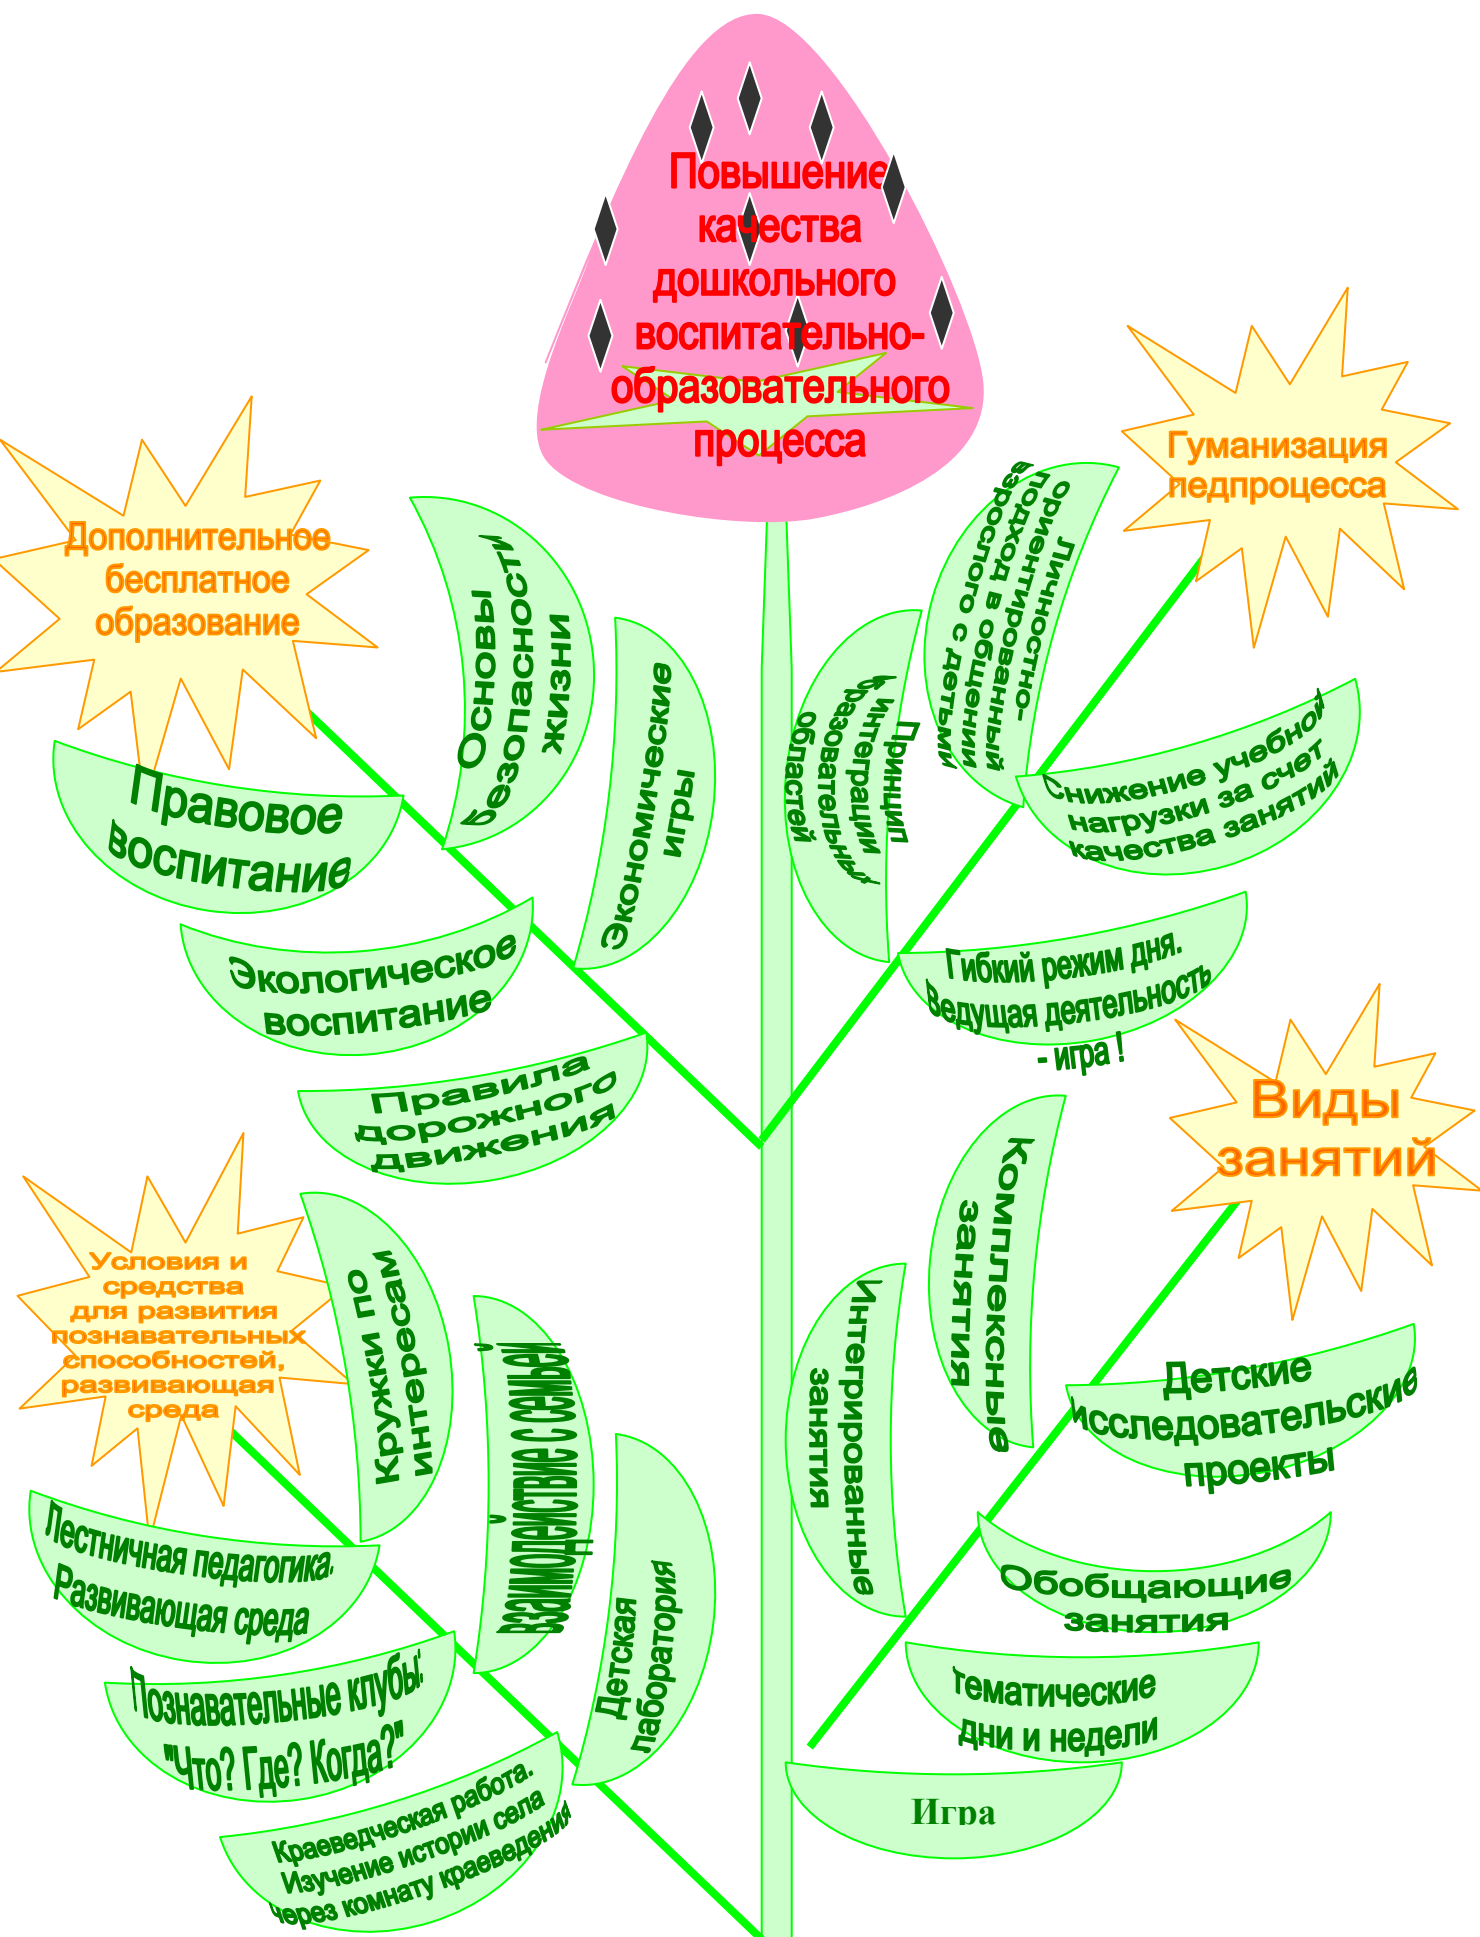 Повышение
качества
дошкольного
воспитательно-
образовательного
процесса
Гуманизация
педпроцесса
Дополнительное
бесплатное
образование
Основы
безопасности
жизни
Экономические
игры
Принцип
интеграции
образовательных
областей
Личностно-
ориентированный
подход в общении
взрослого с детьми
Снижение учебной
нагрузки за счет
качества занятий
Правовое
воспитание
Экологическое
воспитание
Гибкий режим дня.
Ведущая деятельность
- игра !
Правила
дорожного
движения
Виды
занятий
Условия и
средства
для развития
познавательных
способностей,
развивающая
среда
Кружки по
интересам
взаимодействие с семьей
Детская
лаборатория
Интегрированные
занятия
Комплексные
занятия
Детские
исследовательские
проекты
Лестничная педагогика.
Развивающая среда
Обобщающие
занятия
Познавательные клубы:
"Что? Где? Когда?"
тематические
дни и недели
Краеведческая работа.
Изучение истории села
через комнату краеведения
Игра